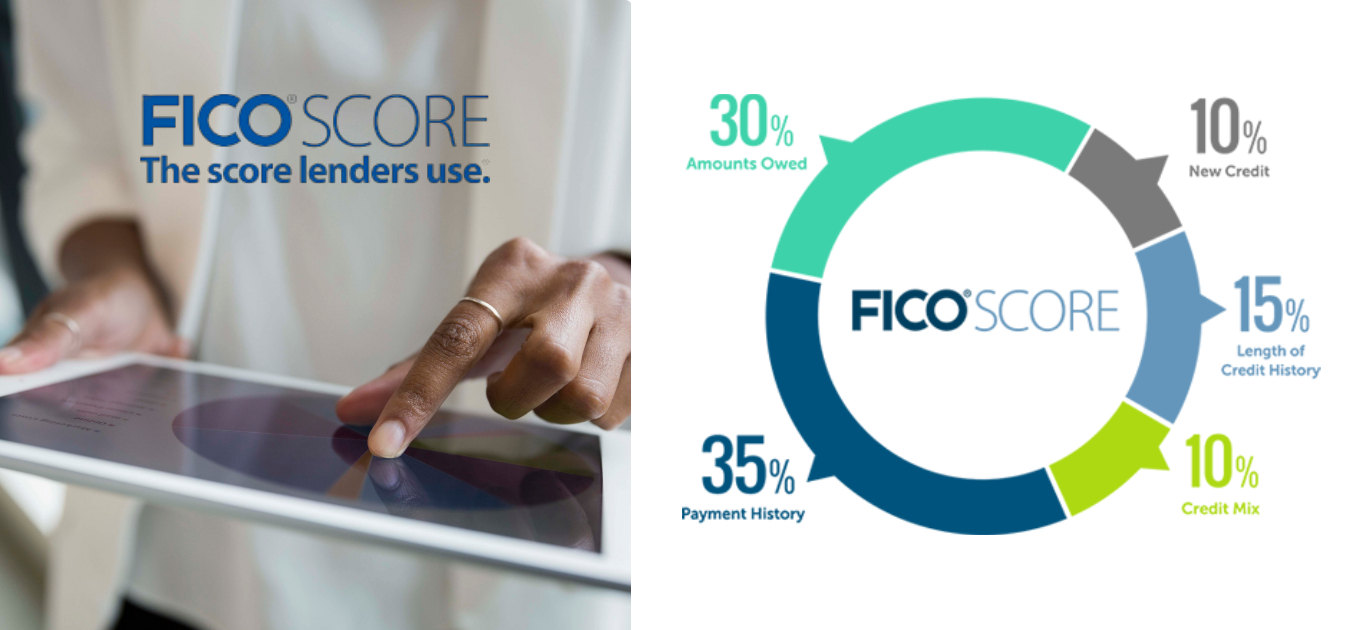 FICO® SCORE
The score lenders use.
30%
Amounts Owed
10%
New Credit
FICO® SCORE
15%
Length of
Credit History
35%
Payment History
10%
Credit Mix